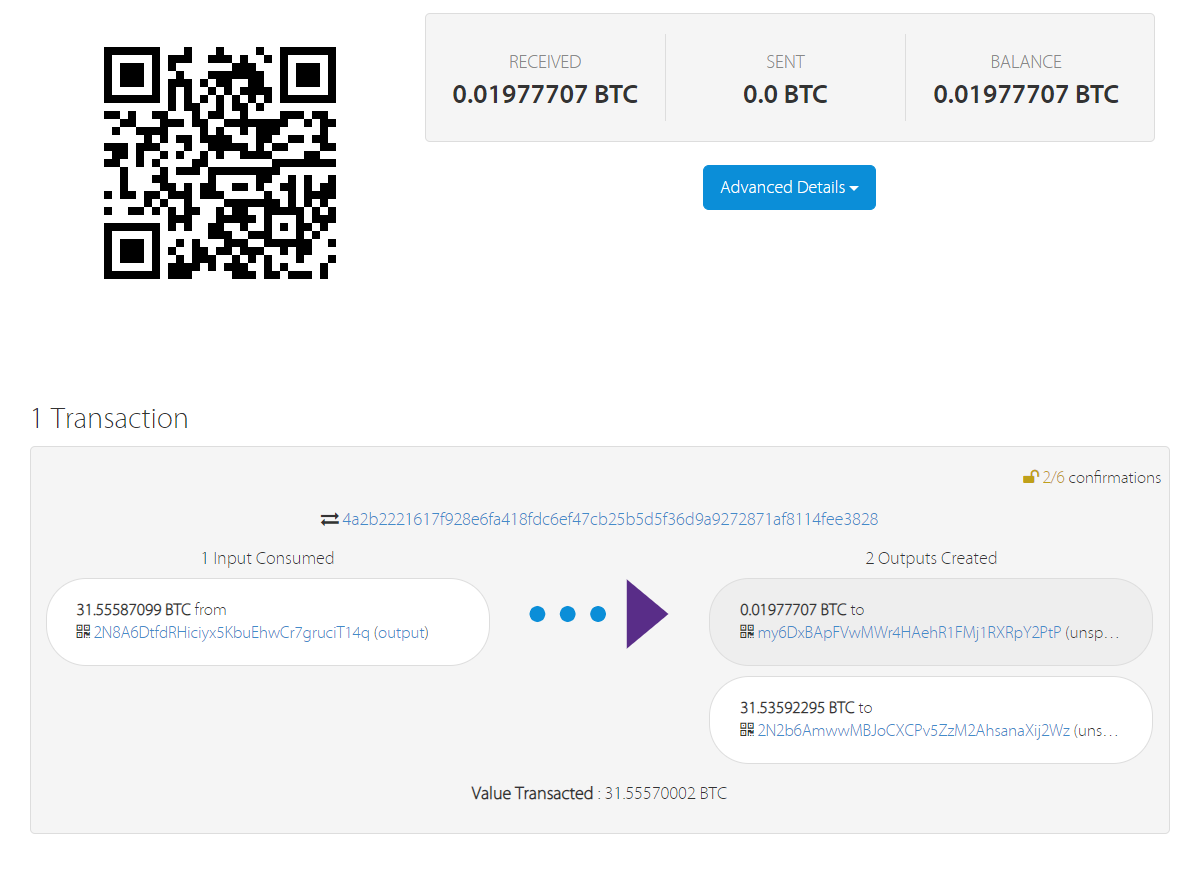 RECEIVED SENT BALANCE
0.01977707 BTC 0.0 BTC 0.01977707 BTC
Advanced Details
1 Transaction
2/6 confirmations
4a2b2221617f928e6fa418fdc6ef47cb25b5d5f36d9a9272871af8114fee3828
1 Input Consumed 2 Outputs Created
31.55587099 BTC from 0.01977707 BTC to
2N8A6DtfdRHiciyx5KbuEhwCr7gruciT14q (output) my6DxBApFVwMWr4HAehR1FMj1RXRpY2PtP (unsp...
31.53592295 BTC to
2N2b6AmwwMBJoCXCPv5ZzM2AhsanaXij2Wz (uns...
Value Transacted : 31.55570002 BTC